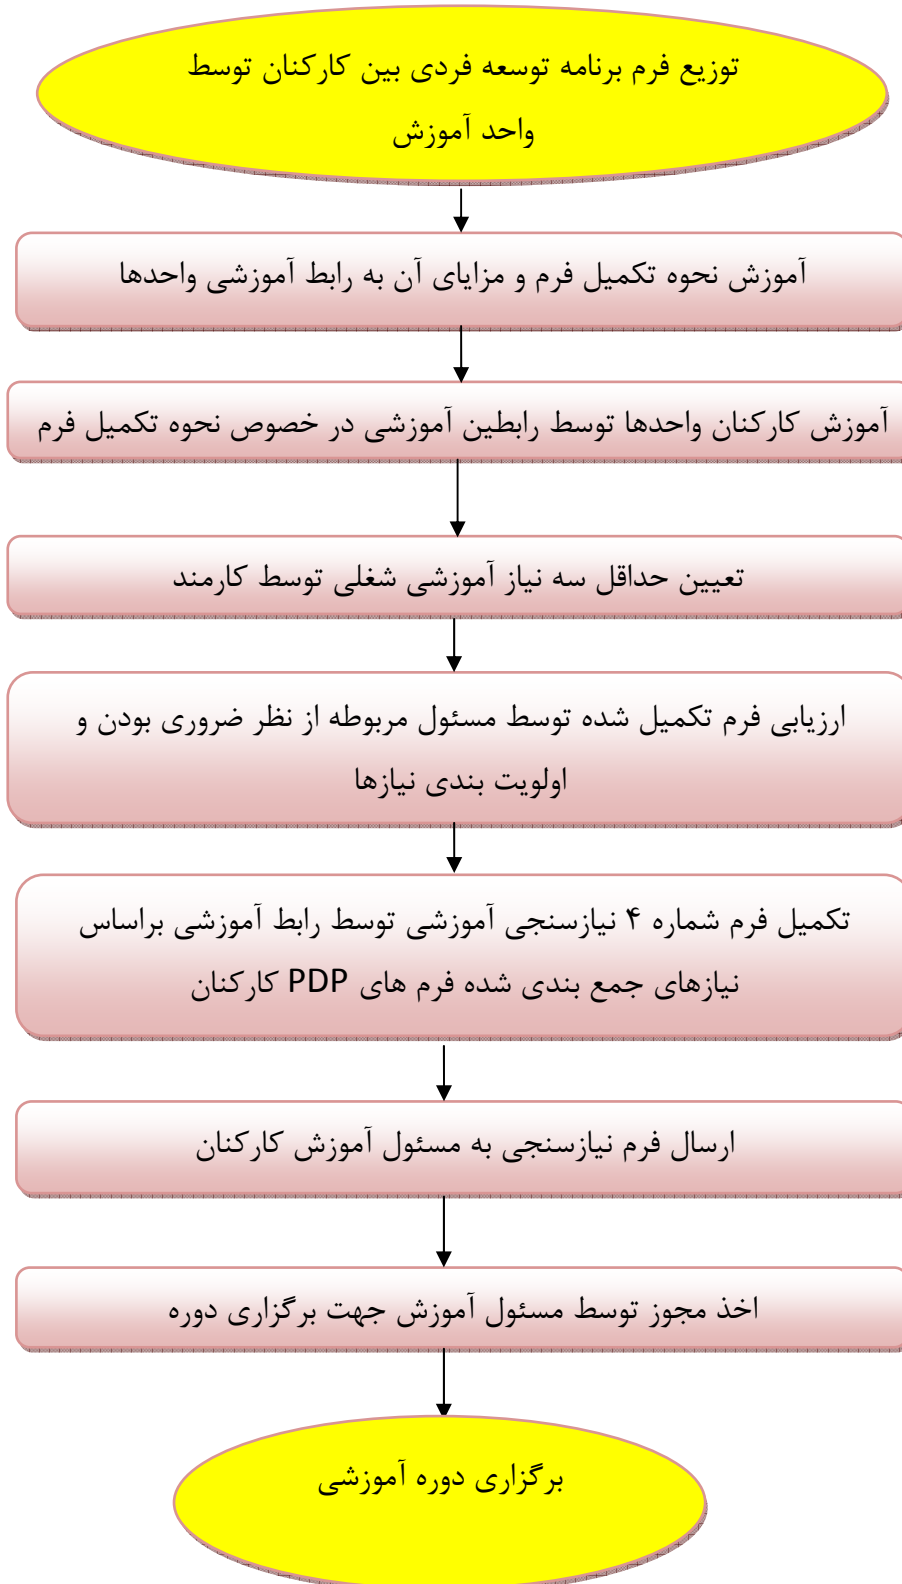 توزیع فرم برنامه توسعه فردی بین کارکنان توسط
واحد آموزش
آموزش نحوه تکمیل فرم و مزایای آن به رابط آموزشی واحدها
آموزش کارکنان واحدها توسط رابطین آموزشی در خصوص نحوه تکمیل فرم
تعیین حداقل سه نیاز آموزشی شغلی توسط کارمند
ارزیابی فرم تکمیل شده توسط مسئول مربوطه از نظر ضروری بودن و
اولویت بندی نیازها
تکمیل فرم شماره ۴ نیازسنجی آموزشی توسط رابط آموزشی براساس
نیازهای جمع بندی شده فرم های PDP کارکنان
ارسال فرم نیازسنجی به مسئول آموزش کارکنان
اخذ مجوز توسط مسئول آموزش جهت برگزاری دوره
برگزاری دوره آموزشی